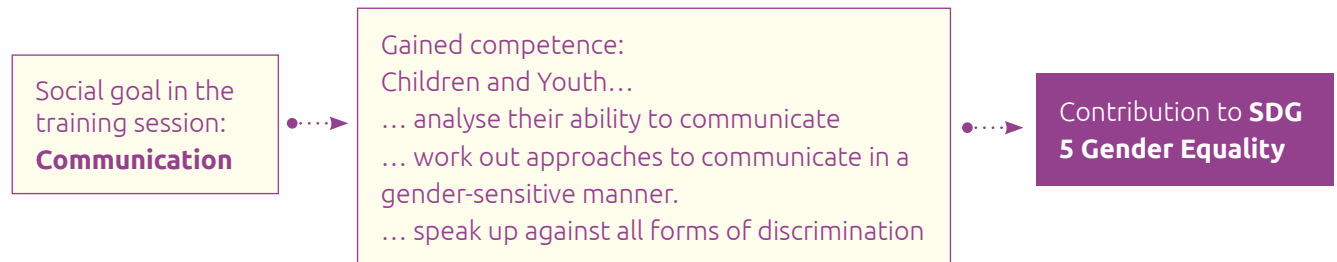 Social goal in the
training session:
Communication
Gained competence:
Children and Youth…
… analyse their ability to communicate
… work out approaches to communicate in a
gender-sensitive manner.
… speak up against all forms of discrimination
Contribution to SDG
5 Gender Equality